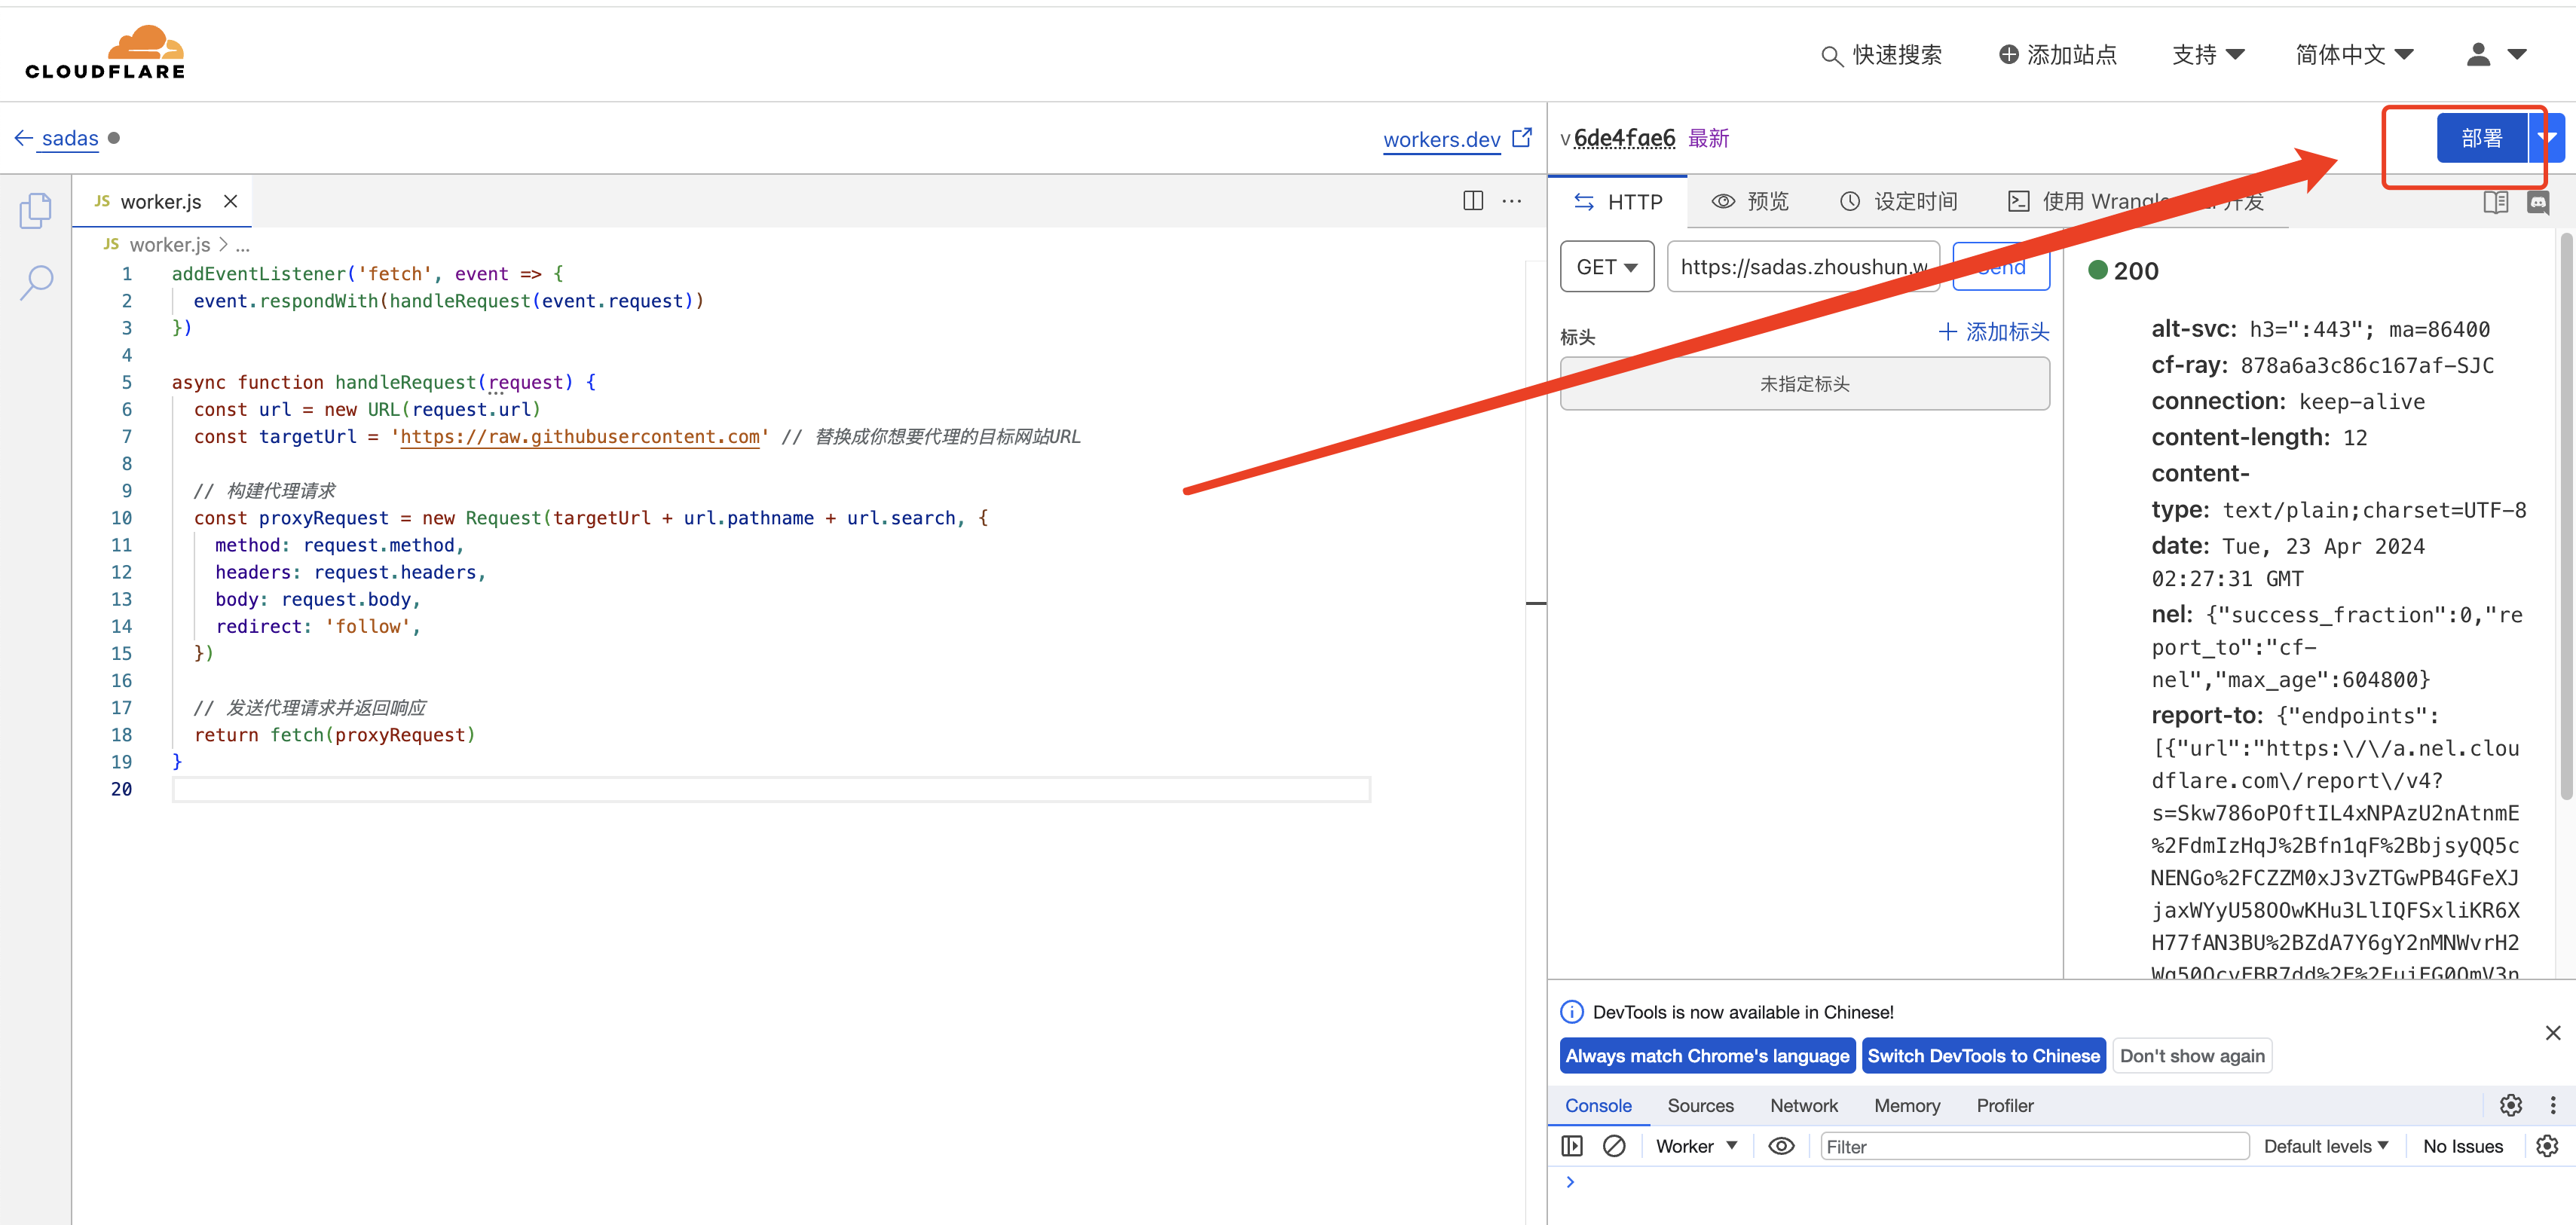 CLOUDFLARE
快速搜索
添加站点
支持
简体中文
sadas
workers.dev
v 6de4fae6 最新
部署
JS worker.js
HTTP
预览
设定时间
使用
开发
JS worker.js > ...
1 addEventListener('fetch', event => {
2 event.respondWith(handleRequest(event.request))
3 })
4
5 async function handleRequest(request) {
6 const url = new URL(request.url)
7 const targetUrl = 'https://raw.githubusercontent.com' // 替换成你想要代理的目标网站URL
8
9 // 构建代理请求
10 const proxyRequest = new Request(targetUrl + url.pathname + url.search, {
11 method: request.method,
12 headers: request.headers,
13 body: request.body,
14 redirect: 'follow',
15 })
16
17 // 发送代理请求并返回响应
18 return fetch(proxyRequest)
19 }
20
GET
https://sadas.zhoushun.w
Send
标头
+ 添加标头
未指定标头
200
alt-svc: h3=":443"; ma=86400
cf-ray: 878a6a3c86c167af-SJC
connection: keep-alive
content-length: 12
content-
type: text/plain;charset=UTF-8
date: Tue, 23 Apr 2024
02:27:31 GMT
nel: {"success_fraction":0,"re
port_to":"cf-
nel","max_age":604800}
report-to: {"endpoints":
[{"url":"https:\/\/a.nel.clou
dflare.com\/report\/v4?
s=Skw786oPOftIL4xNPAzU2nAtnmE
%2FdmIzHqJ%2Bfn1qF%2BbjsyQQ5c
NENGo%2FCZZM0xJ3vZTGwPB4GFeXJ
jaxWYyU58OOwKHu3LlIQFSxliKR6X
H77fAN3BU%2BZdA7Y6gY2nMNWvrH2
DevTools is now available in Chinese!
Always match Chrome's language
Switch DevTools to Chinese
Don't show again
Console
Sources
Network
Memory
Profiler
Worker
Filter
Default levels
No Issues